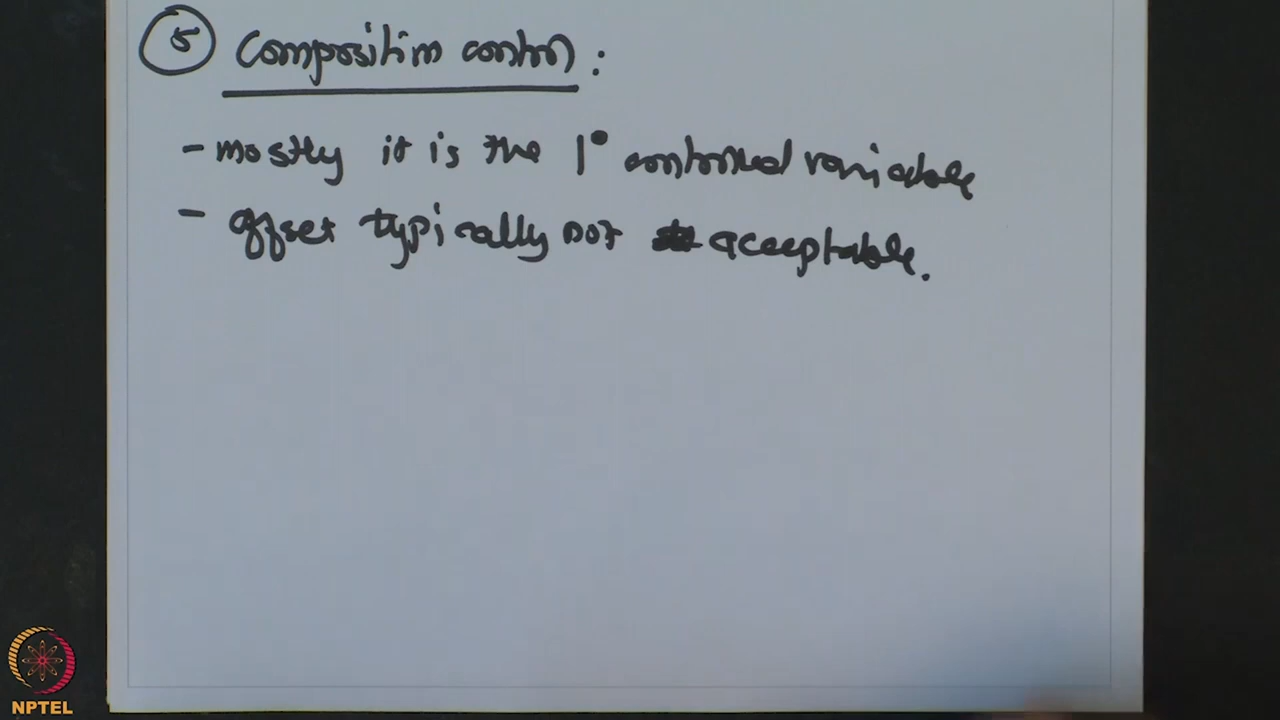 ⑤ Composition control :
- mostly it is the 1° controlled variable
- offset typically not acceptable.
NPTEL